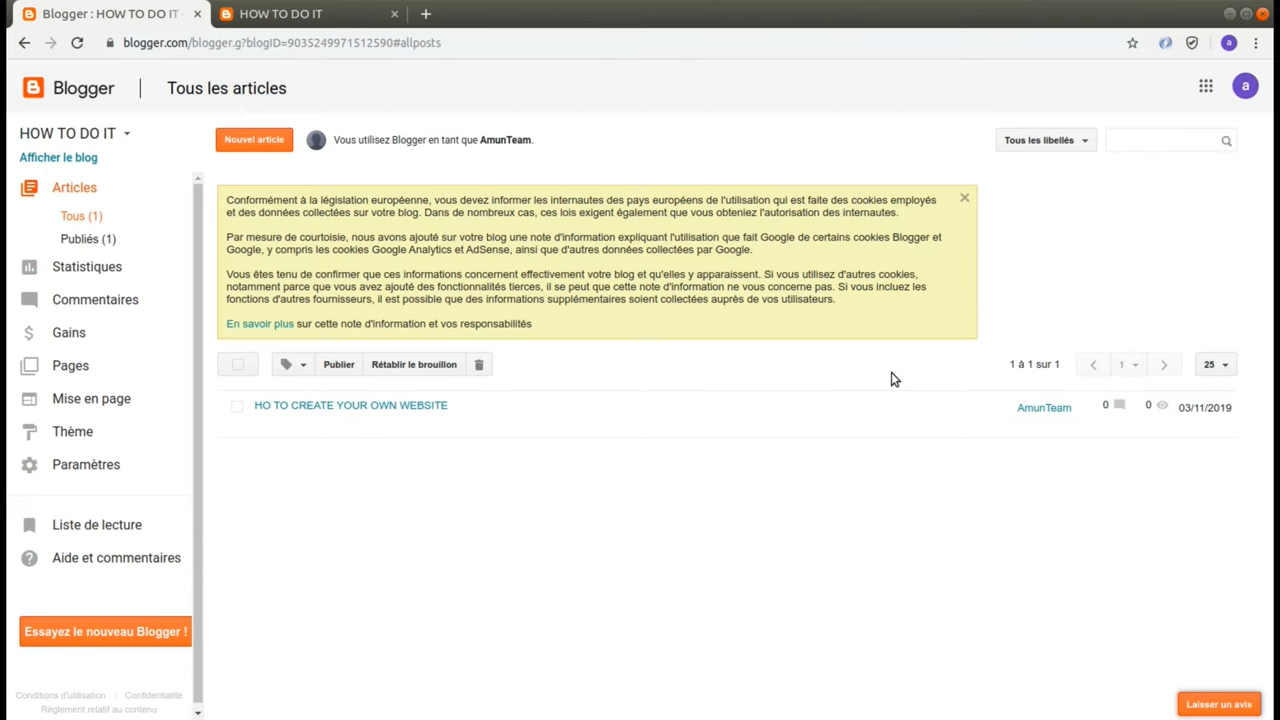 Blogger : HOW TO DO IT
HOW TO DO IT
blogger.com/blogger.g?blogID=9035249971512590#allposts
a
Blogger
Tous les articles
a
HOW TO DO IT
Nouvel article
Vous utilisez Blogger en tant que AmunTeam.
Tous les libellés
Afficher le blog
Articles
Tous (1)
Publiés (1)
Statistiques
Commentaires
Gains
Pages
Mise en page
Thème
Paramètres
Liste de lecture
Aide et commentaires
Essayez le nouveau Blogger !
Conditions d'utilisation
Confidentialité
Règlement relatif au contenu
Conformément à la législation européenne, vous devez informer les internautes des pays européens de l'utilisation qui est faite des cookies employés
et des données collectées sur votre blog. Dans de nombreux cas, ces lois exigent également que vous obteniez l'autorisation des internautes.
Par mesure de courtoisie, nous avons ajouté sur votre blog une note d'information expliquant l'utilisation que fait Google de certains cookies Blogger et
Google, y compris les cookies Google Analytics et AdSense, ainsi que d'autres données collectées par Google.
Vous êtes tenu de confirmer que ces informations concernent effectivement votre blog et qu'elles y apparaissent. Si vous utilisez d'autres cookies,
notamment parce que vous avez ajouté des fonctionnalités tierces, il se peut que cette note d'information ne vous concerne pas. Si vous incluez les
fonctions d'autres fournisseurs, il est possible que des informations supplémentaires soient collectées auprès de vos utilisateurs.
En savoir plus sur cette note d'information et vos responsabilités
Publier
Rétablir le brouillon
1 à 1 sur 1
1
25
HO TO CREATE YOUR OWN WEBSITE
AmunTeam
0
0
03/11/2019
Laisser un avis